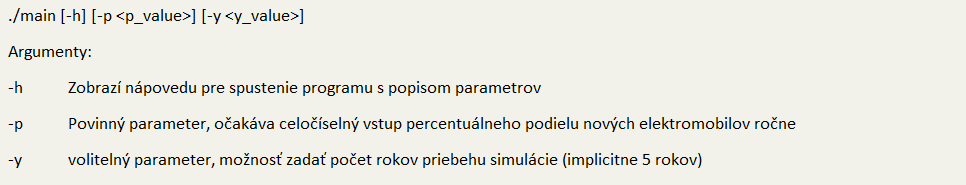 ./main [-h] [-p <p_value>] [-y <y_value>]
Argumenty:
-h Zobrazí nápovedu pre spustenie programu s popisom parametrov
-p Povinný parameter, očakáva celočíselný vstup percentuálneho podielu nových elektromobilov ročne
-y volitelný parameter, možnosť zadať počet rokov priebehu simulácie (implicitne 5 rokov)